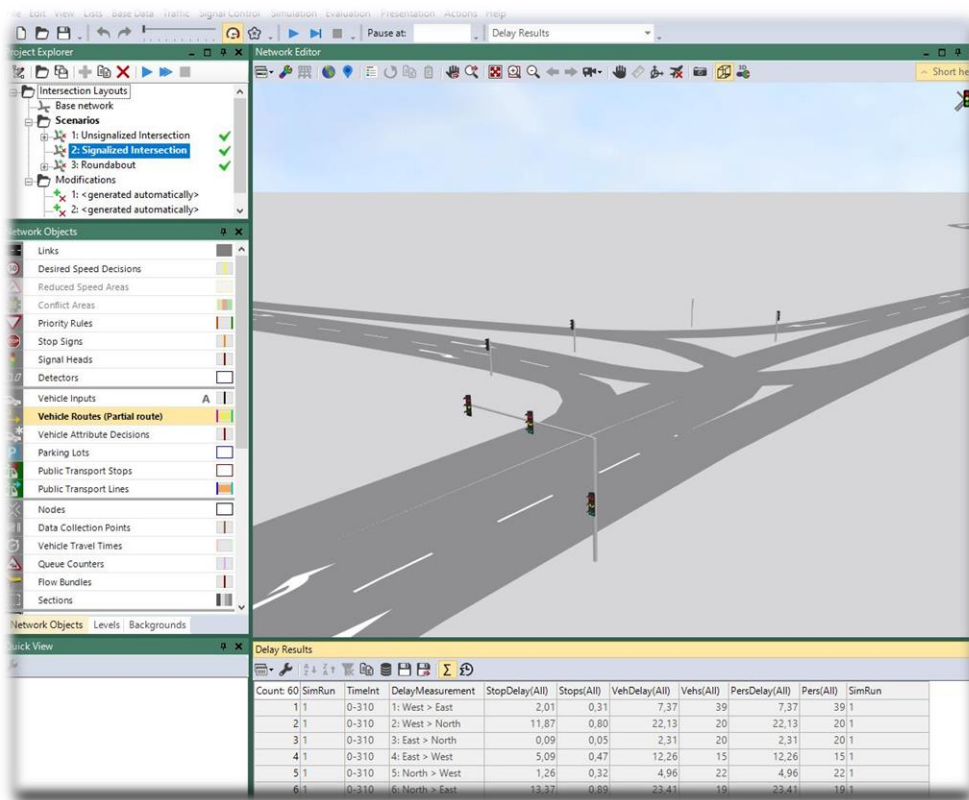 Edit View Lists Base Data Traffic Signal Control Simulation Evaluation Presentation Actions Help
Pause at: Delay Results
Project Explorer
Network Editor
Short he
Intersection Layouts
Base network
Scenarios
1: Unsignalized Intersection
2: Signalized Intersection
3: Roundabout
Modifications
1: <generated automatically>
2: <generated automatically>
Network Objects
Links
Desired Speed Decisions
Reduced Speed Areas
Conflict Areas
Priority Rules
Stop Signs
Signal Heads
Detectors
Vehicle Inputs A
Vehicle Routes (Partial route)
Vehicle Attribute Decisions
Parking Lots
Public Transport Stops
Public Transport Lines
Nodes
Data Collection Points
Vehicle Travel Times
Queue Counters
Flow Bundles
Sections
Network Objects Levels Backgrounds
Quick View
Delay Results
Count: 60 SimRun TimeInt DelayMeasurement StopDelay(All) Stops(All) VehDelay(All) Vehs(All) PersDelay(All) Pers(All) SimRun
1 1 0-310 1: West > East 2,01 0,31 7,37 39 7,37 39 1
2 1 0-310 2: West > North 11,87 0,80 22,13 20 22,13 20 1
3 1 0-310 3: East > North 0,09 0,05 2,31 20 2,31 20 1
4 1 0-310 4: East > West 5,09 0,47 12,26 15 12,26 15 1
5 1 0-310 5: North > West 1,26 0,32 4,96 22 4,96 22 1
6 1 0-310 6: North > East 13,37 0,89 23,41 19 23,41 19 1